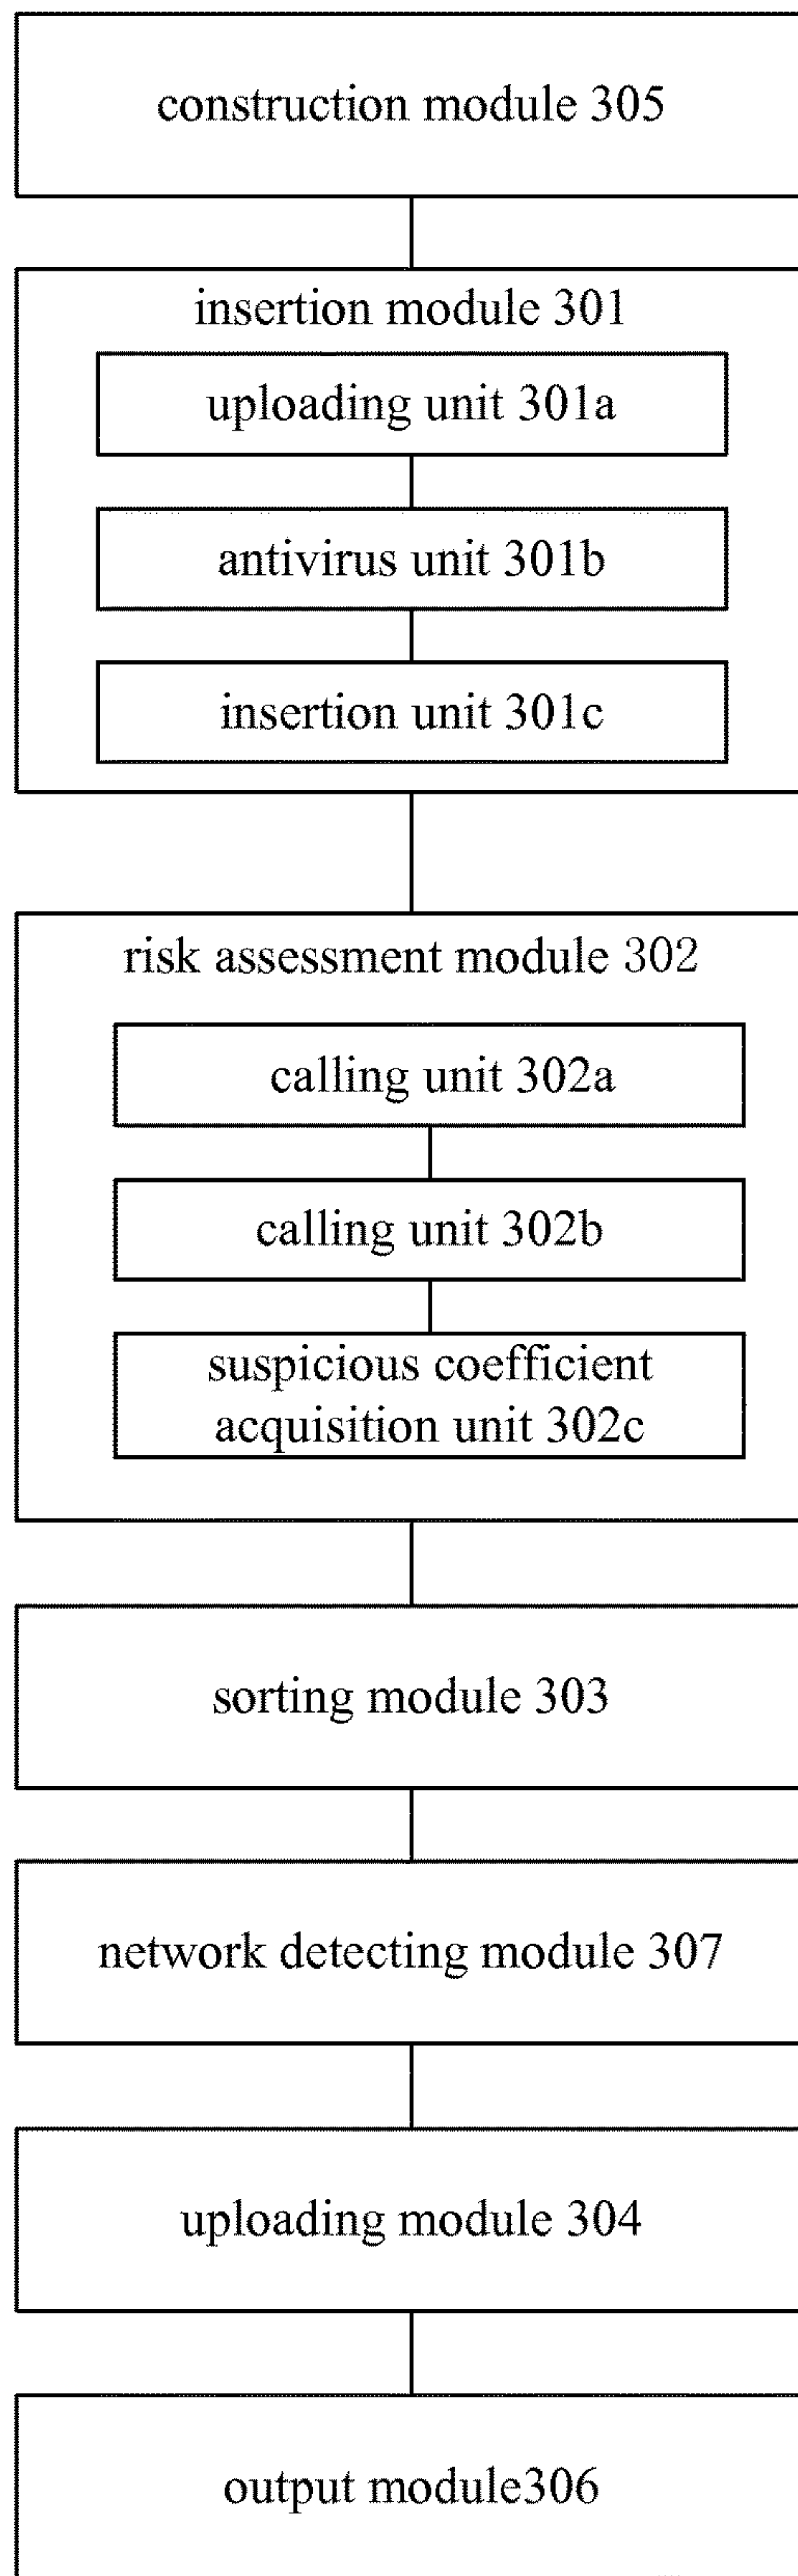 construction module 305
insertion module 301
uploading unit 301a
antivirus unit 301b
insertion unit 301c
risk assessment module 302
calling unit 302a
calling unit 302b
suspicious coefficient
acquisition unit 302c
sorting module 303
network detecting module 307
uploading module 304
output module306